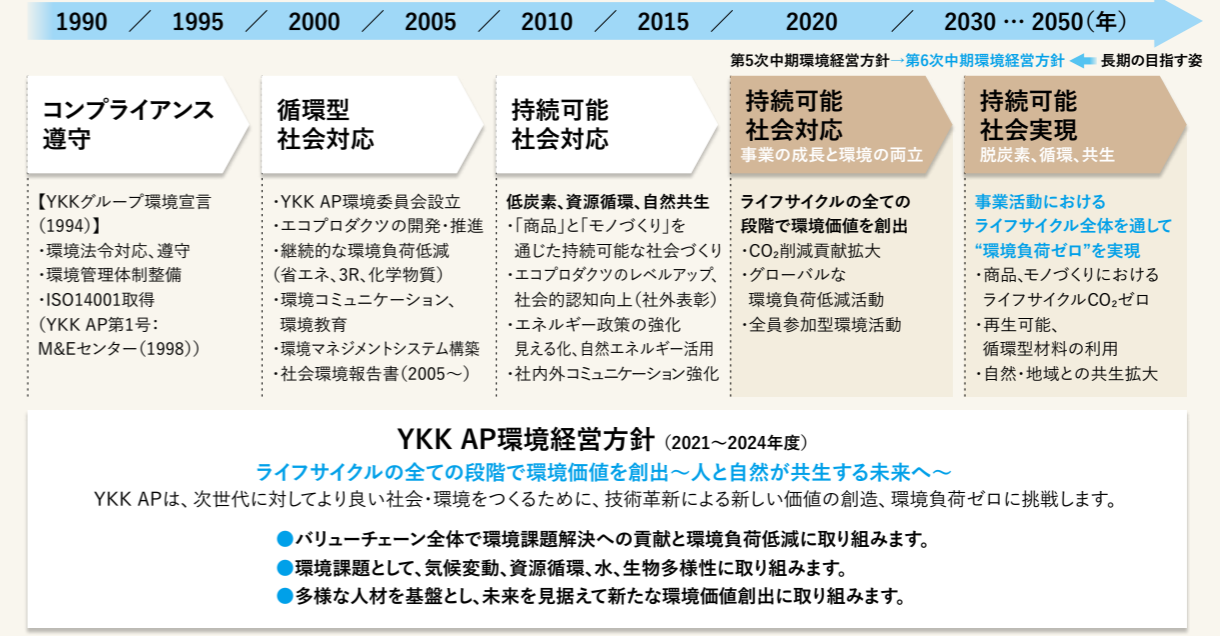 1990 ／ 1995 ／ 2000 ／ 2005 ／ 2010 ／ 2015 ／ 2020 ／ 2030 … 2050（年）
第5次中期環境経営方針→第6次中期環境経営方針 長期の目指す姿
コンプライアンス
遵守
【YKKグループ環境宣言
（1994）】
・環境法令対応、遵守
・環境管理体制整備
・ISO14001取得
（YKK AP第1号：
M&Eセンター（1998））
循環型
社会対応
・YKK AP環境委員会設立
・エコプロダクツの開発・推進
・継続的な環境負荷低減
（省エネ、3R、化学物質）
・環境コミュニケーション、
環境教育
・環境マネジメントシステム構築
・社会環境報告書（2005～）
持続可能
社会対応
低炭素、資源循環、自然共生
・「商品」と「モノづくり」を
通じた持続可能な社会づくり
・エコプロダクツのレベルアップ、
社会的認知向上（社外表彰）
・エネルギー政策の強化
見える化、自然エネルギー活用
・社内外コミュニケーション強化
持続可能
社会対応
事業の成長と環境の両立
ライフサイクルの全ての
段階で環境価値を創出
・CO₂削減貢献拡大
・グローバルな
環境負荷低減活動
・全員参加型環境活動
持続可能
社会実現
脱炭素、循環、共生
事業活動における
ライフサイクル全体を通して
“環境負荷ゼロ”を実現
・商品、モノづくりにおける
ライフサイクルCO₂ゼロ
・再生可能、
循環型材料の利用
・自然・地域との共生拡大
YKK AP環境経営方針（2021～2024年度）
ライフサイクルの全ての段階で環境価値を創出～人と自然が共生する未来へ～
YKK APは、次世代に対してより良い社会・環境をつくるために、技術革新による新しい価値の創造、環境負荷ゼロに挑戦します。
●バリューチェーン全体で環境課題解決への貢献と環境負荷低減に取り組みます。
●環境課題として、気候変動、資源循環、水、生物多様性に取り組みます。
●多様な人材を基盤とし、未来を見据えて新たな環境価値創出に取り組みます。